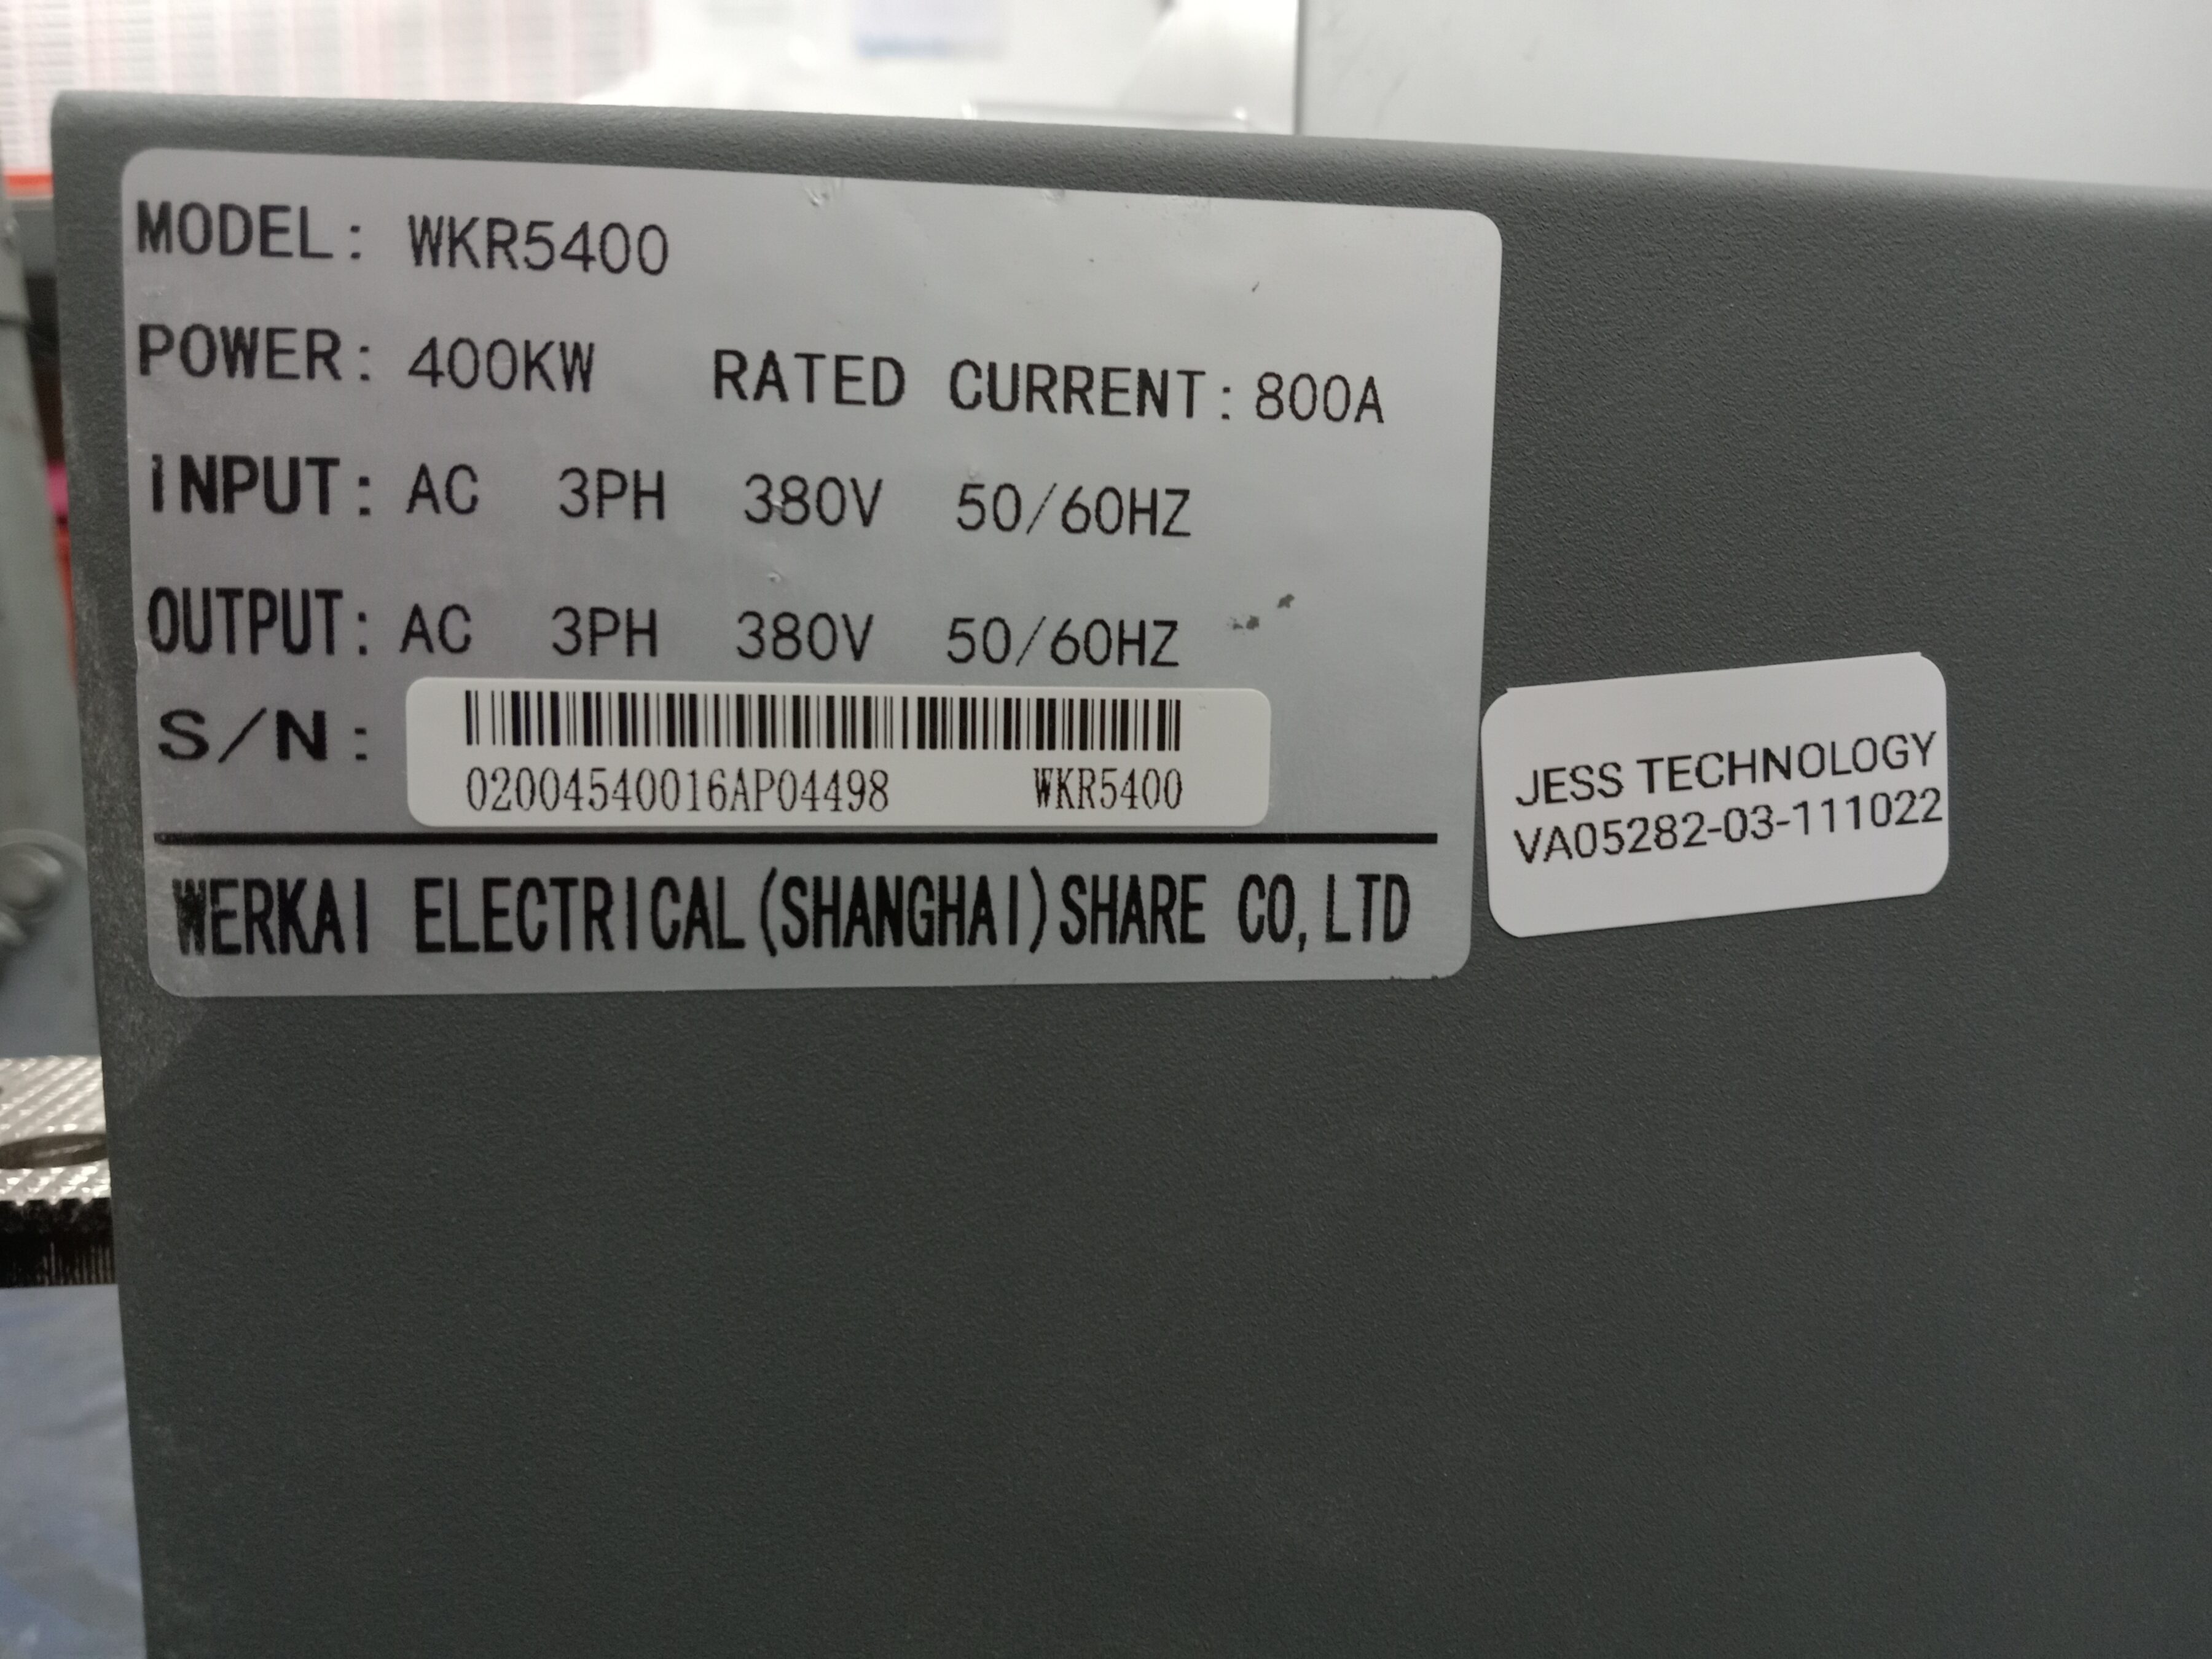 MODEL: WKR5400
POWER: 400KW RATED CURRENT: 800A
INPUT: AC 3PH 380V 50/60HZ
OUTPUT: AC 3PH 380V 50/60HZ
S/N:
02004540016AP04498 WKR5400
WERKAI ELECTRICAL(SHANGHAI)SHARE CO,LTD
JESS TECHNOLOGY
VA05282-03-111022